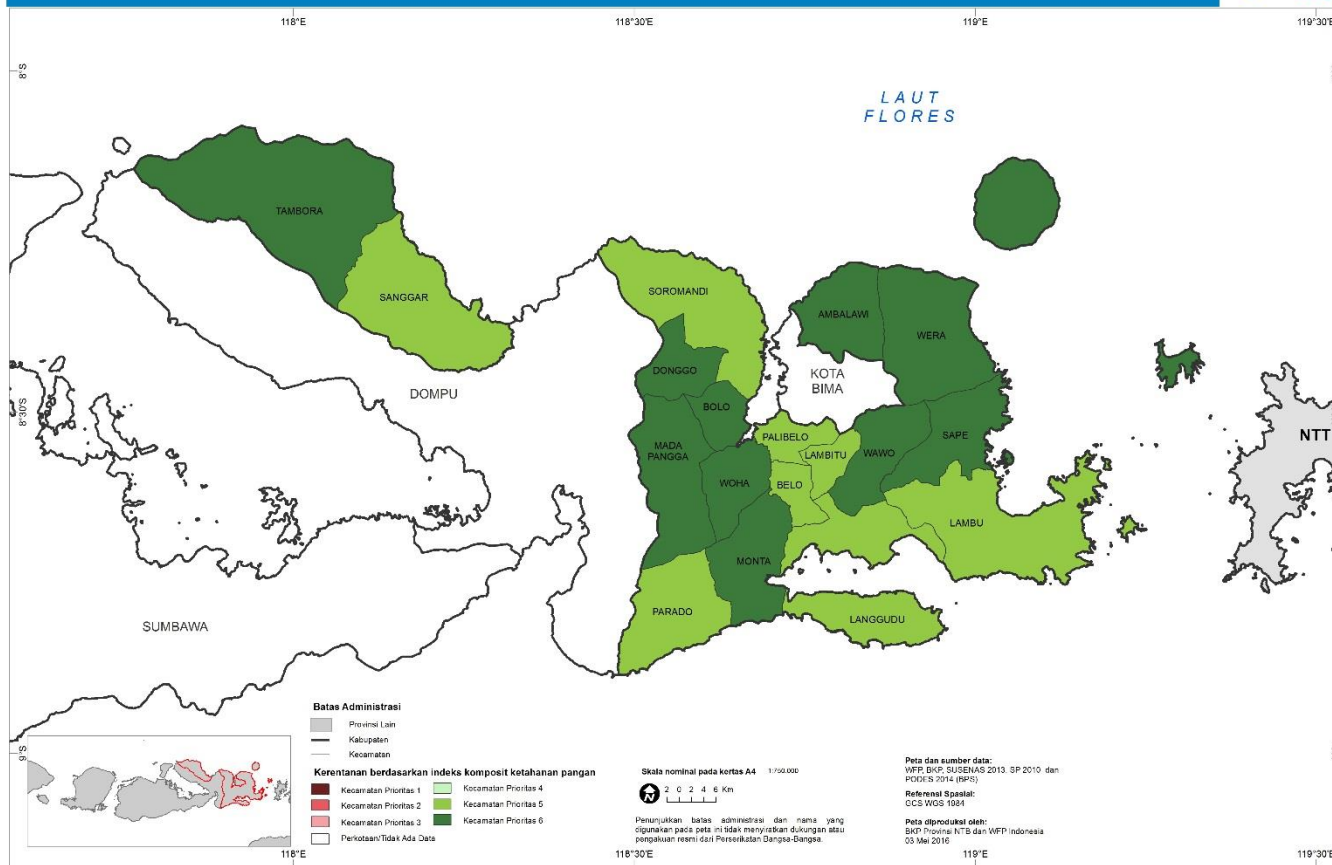 118°E
118°30'E
119°E
119°30'E
8°S
LAUT
FLORES
TAMBORA
SANGGAR
SOROMANDI
AMBALAWI
WERA
DONGGO
KOTA
BIMA
DOMPU
BOLO
8°30'S
NTT
PALIBELO
SAPE
MADA
PANGGA
LAMBITU
WAWO
WOHA
BELO
LAMBU
MONTA
PARADO
LANGGUDU
SUMBAWA
9°S
Batas Administrasi
Provinsi Lain
Kabupaten
Kecamatan
Kerentanan berdasarkan indeks komposit ketahanan pangan
Kecamatan Prioritas 1
Kecamatan Prioritas 2
Kecamatan Prioritas 3
Perkotaan/Tidak Ada Data
Kecamatan Prioritas 4
Kecamatan Prioritas 5
Kecamatan Prioritas 6
Skala nominal pada kertas A4 1:750.000
2 0 2 4 6 Km
Penunjukkan batas administrasi dan nama yang
digunakan pada peta ini tidak menyiratkan dukungan atau
pengakuan resmi dari Perserikatan Bangsa-Bangsa.
Peta dan sumber data:
WFP, BKP, SUSENAS 2013, SP 2010 dan
PODES 2014 (BPS)
Referensi Spasial:
GCS WGS 1984
Peta diproduksi oleh:
BKP Provinsi NTB dan WFP Indonesia
03 Mei 2016
118°E
118°30'E
119°E
119°30'E